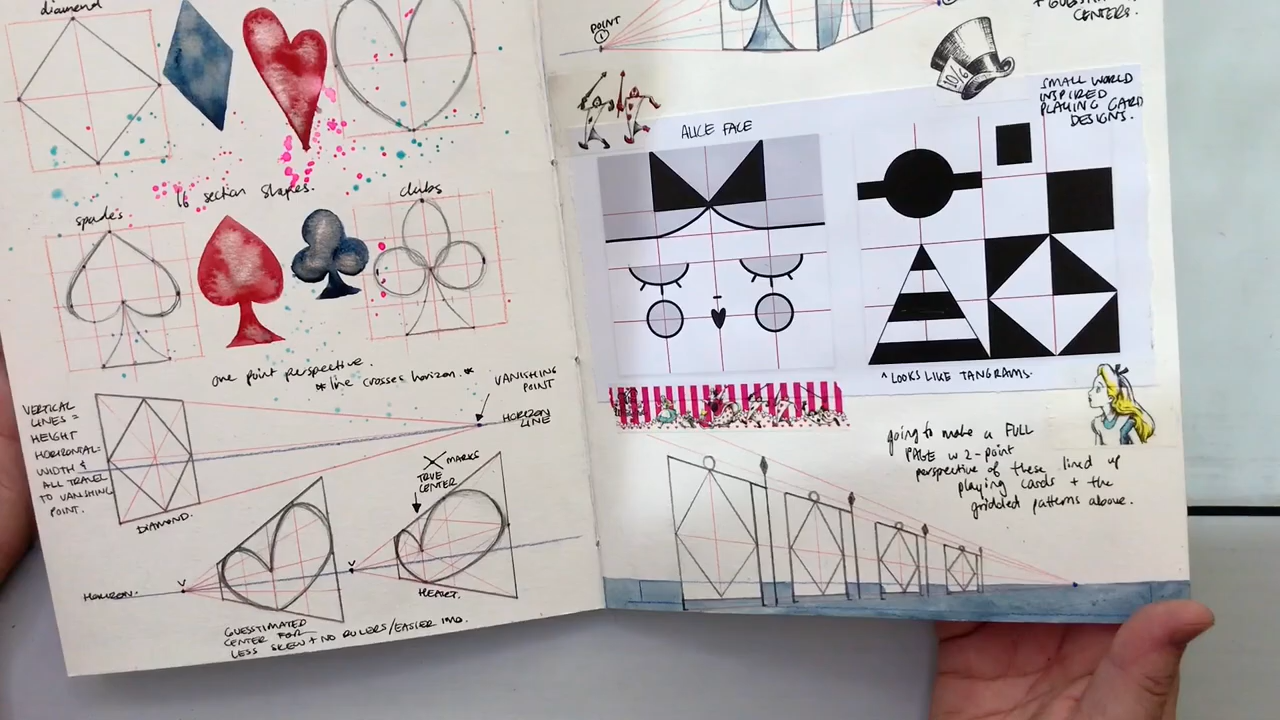 diamond
16 section shapes.
spades
clubs
one point perspective.
*line crosses horizon.*
VERTICAL
LINES =
HEIGHT
HORIZONTAL =
WIDTH &
ALL TRAVEL
TO VANISHING
POINT.
VANISHING
POINT
HORIZON
LINE
DIAMOND.
X MARKS
TRUE
CENTER
HORIZON.
HEART.
GUESSTIMATED
CENTER FOR
LESS SKEW + NO RULERS/EASIER IMO.
POINT
1
CENTERS.
10/6
SMALL WORLD
INSPIRED
PLAYING CARD
DESIGNS.
ALICE FACE
^ LOOKS LIKE TANGRAMS.
going to make a FULL
PAGE w 2-point
perspective of these lined up
playing cards + the
gridded patterns above.